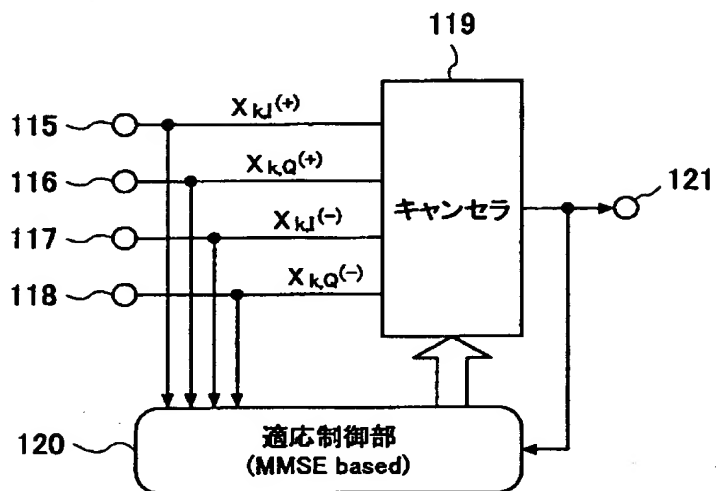 119
115
X k,I (+)
116
X k,Q (+)
117
X k,I (-)
118
X k,Q (-)
キャンセラ
121
120
適応制御部
(MMSE based)